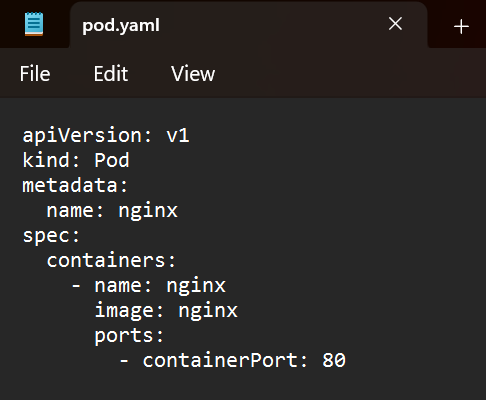 pod.yaml
File Edit View
apiVersion: v1
kind: Pod
metadata:
  name: nginx
spec:
  containers:
    - name: nginx
      image: nginx
      ports:
        - containerPort: 80